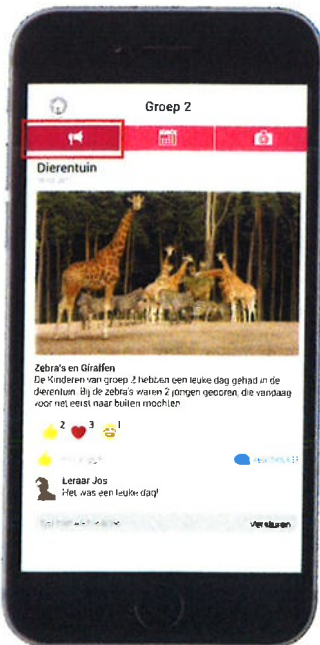 Groep 2
Dierentuin
Zebra's en Giraffen
De Kinderen van groep 2 hebben een leuke dag gehad in de
dierentuin. Bij de zebra's waren 2 jongen geboren, die vandaag
voor het eerst naar buiten mochten
2 3 1
Leraar Jos
Het was een leuke dag!
Versturen